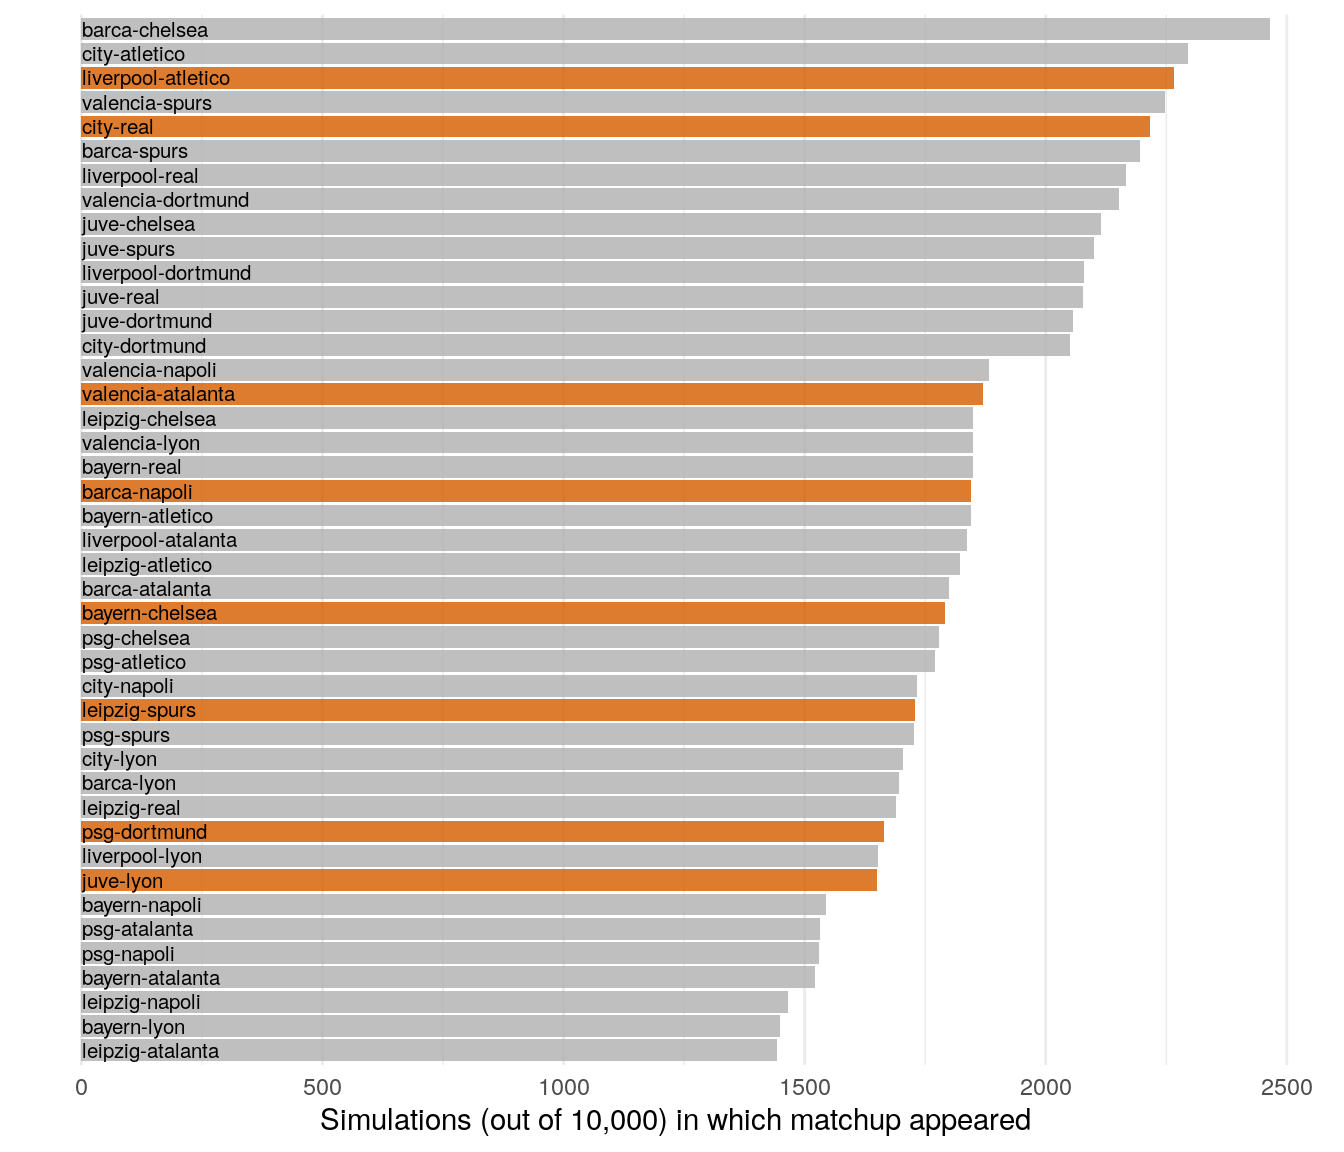 barca-chelsea
city-atletico
liverpool-atletico
valencia-spurs
city-real
barca-spurs
liverpool-real
valencia-dortmund
juve-chelsea
juve-spurs
liverpool-dortmund
juve-real
juve-dortmund
city-dortmund
valencia-napoli
valencia-atalanta
leipzig-chelsea
valencia-lyon
bayern-real
barca-napoli
bayern-atletico
liverpool-atalanta
leipzig-atletico
barca-atalanta
bayern-chelsea
psg-chelsea
psg-atletico
city-napoli
leipzig-spurs
psg-spurs
city-lyon
barca-lyon
leipzig-real
psg-dortmund
liverpool-lyon
juve-lyon
bayern-napoli
psg-atalanta
psg-napoli
bayern-atalanta
leipzig-napoli
bayern-lyon
leipzig-atalanta
0 500 1000 1500 2000 2500
Simulations (out of 10,000) in which matchup appeared